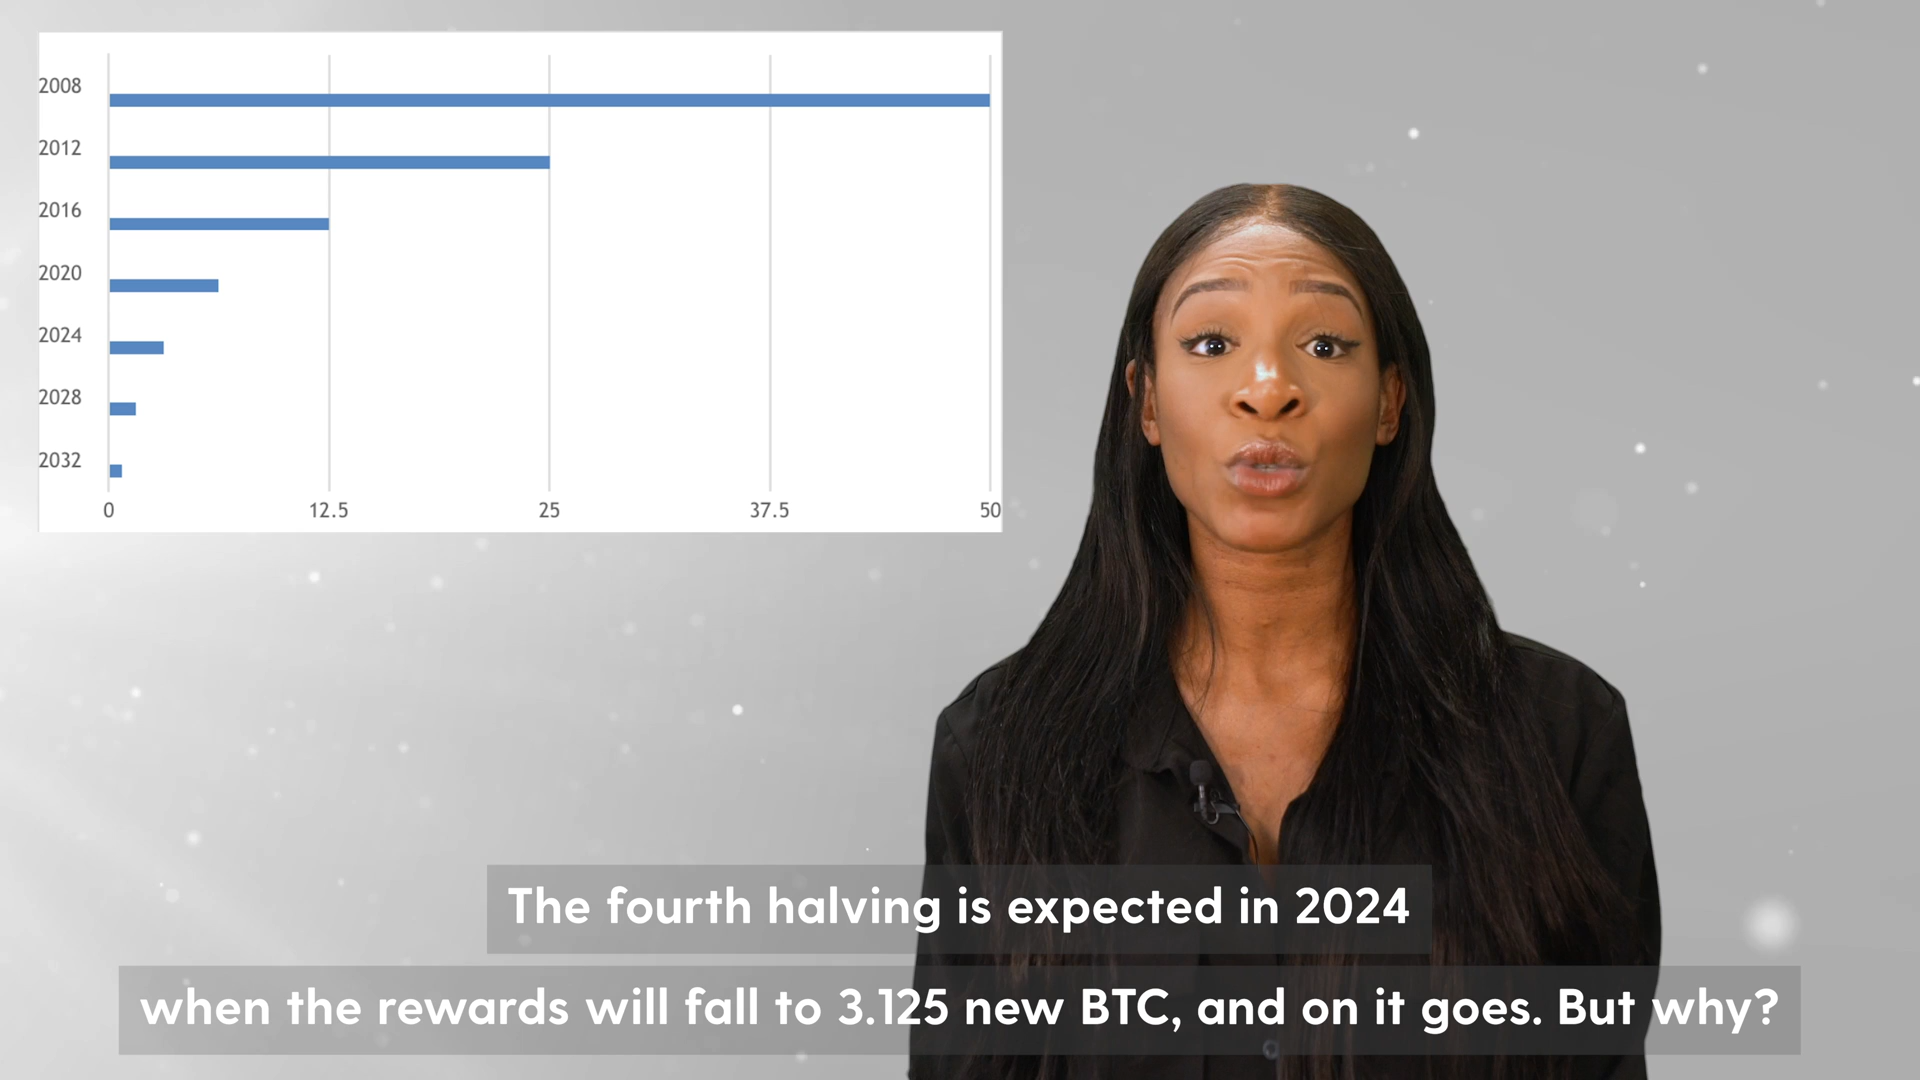 2008
2012
2016
2020
2024
2028
2032
0 12.5 25 37.5 50
The fourth halving is expected in 2024
when the rewards will fall to 3.125 new BTC, and on it goes. But why?